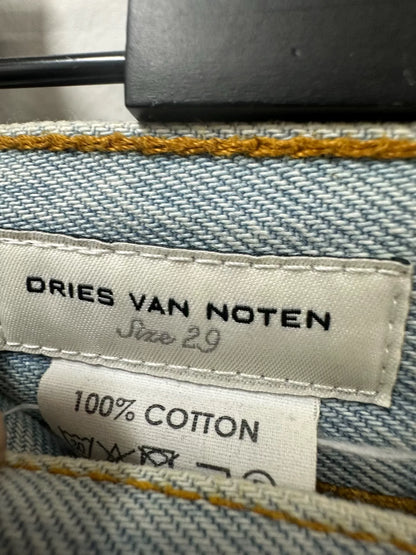 DRIES VAN NOTEN
Size 29
100% COTTON